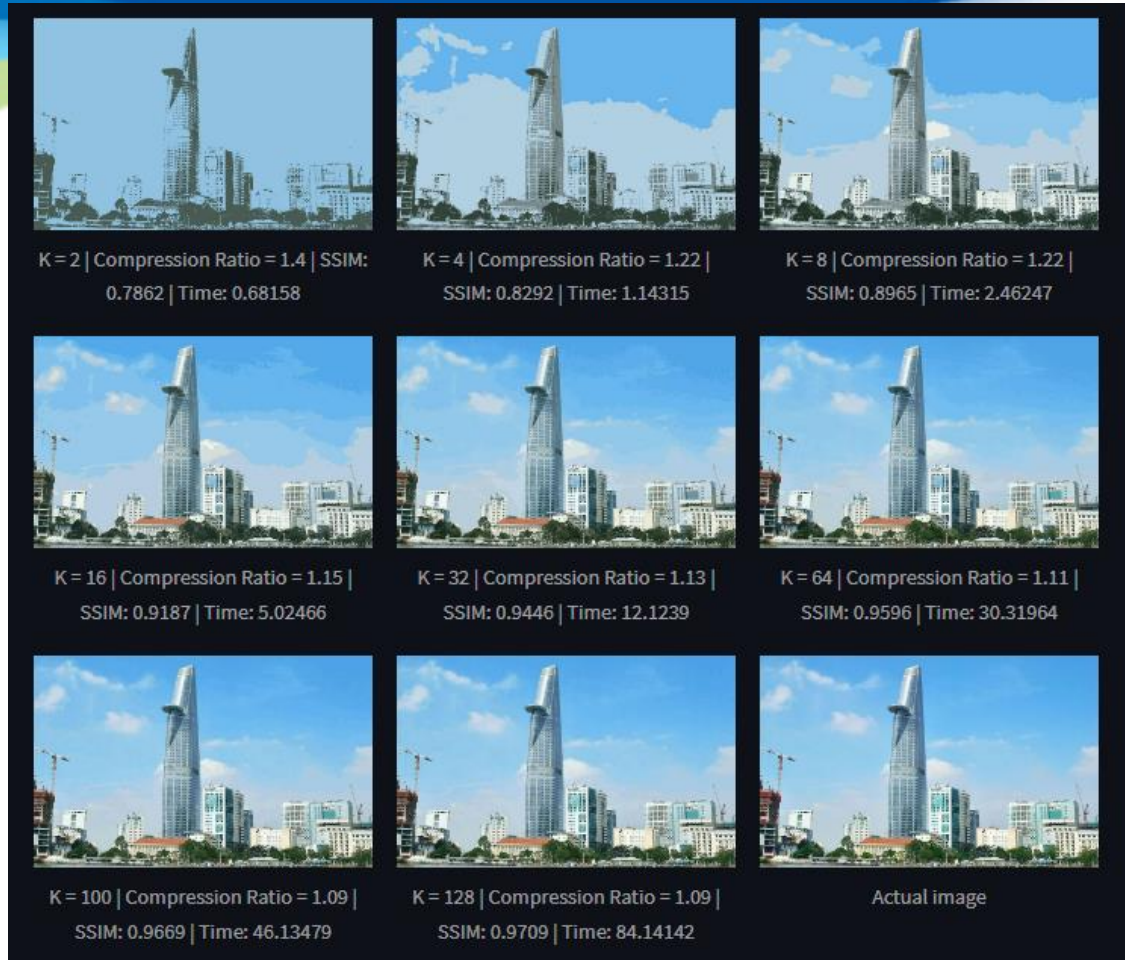 K = 2 | Compression Ratio = 1.4 | SSIM:
0.7862 | Time: 0.68158
K = 4 | Compression Ratio = 1.22 |
SSIM: 0.8292 | Time: 1.14315
K = 8 | Compression Ratio = 1.22 |
SSIM: 0.8965 | Time: 2.46247
K = 16 | Compression Ratio = 1.15 |
SSIM: 0.9187 | Time: 5.02466
K = 32 | Compression Ratio = 1.13 |
SSIM: 0.9446 | Time: 12.1239
K = 64 | Compression Ratio = 1.11 |
SSIM: 0.9596 | Time: 30.31964
K = 100 | Compression Ratio = 1.09 |
SSIM: 0.9669 | Time: 46.13479
K = 128 | Compression Ratio = 1.09 |
SSIM: 0.9709 | Time: 84.14142
Actual image